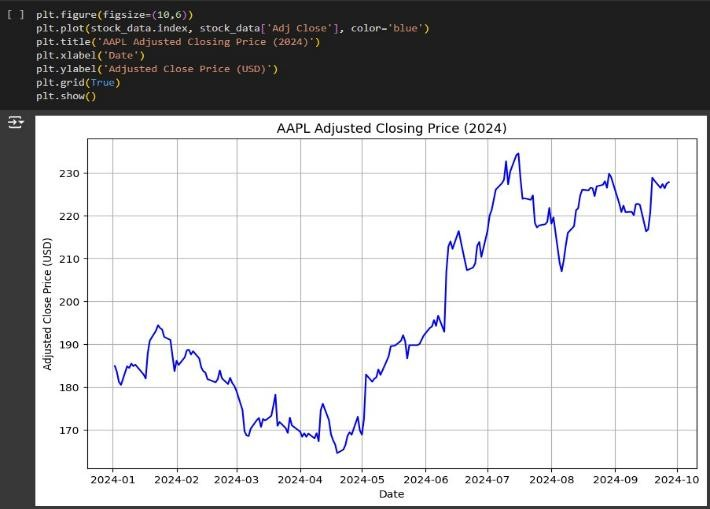 [ ] plt.figure(figsize=(10,6))
plt.plot(stock_data.index, stock_data['Adj Close'], color='blue')
plt.title('AAPL Adjusted Closing Price (2024)')
plt.xlabel('Date')
plt.ylabel('Adjusted Close Price (USD)')
plt.grid(True)
plt.show()
AAPL Adjusted Closing Price (2024)
Adjusted Close Price (USD)
230
220
210
200
190
180
170
2024-01 2024-02 2024-03 2024-04 2024-05 2024-06 2024-07 2024-08 2024-09 2024-10
Date